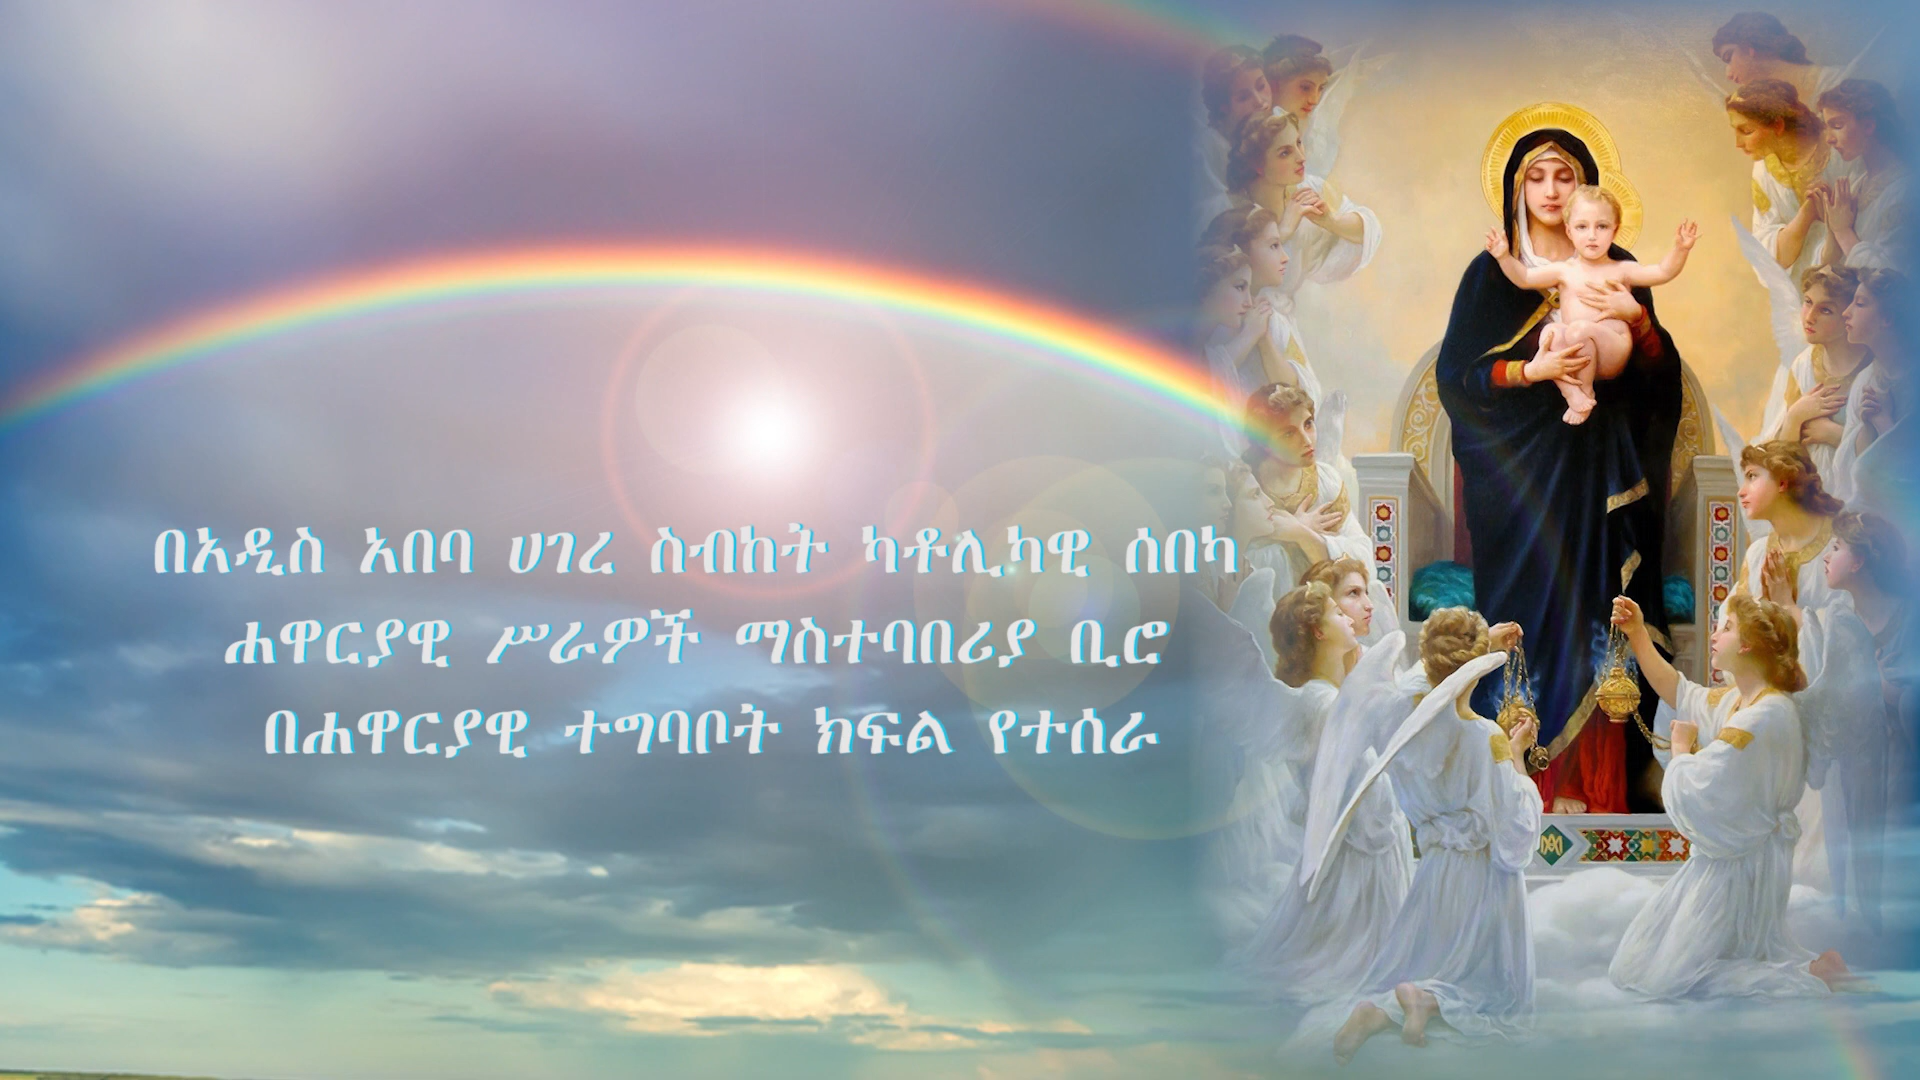 በአዲስ አበባ ሀገረ ስብከት ካቶሊካዊ ሰበካ
ሐዋርያዊ ሥራዎች ማስተባበሪያ ቢሮ
በሐዋርያዊ ተግባቦት ክፍል የተሰራ